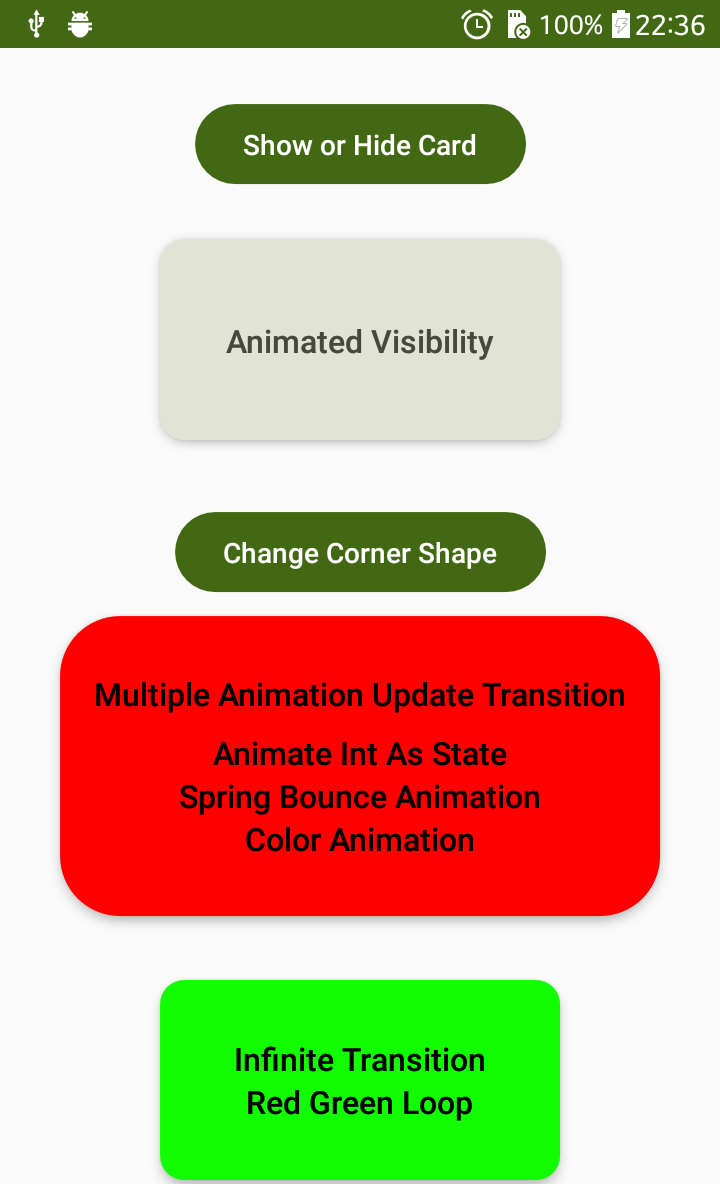 100% 22:36
Show or Hide Card
Animated Visibility
Change Corner Shape
Multiple Animation Update Transition
Animate Int As State
Spring Bounce Animation
Color Animation
Infinite Transition
Red Green Loop